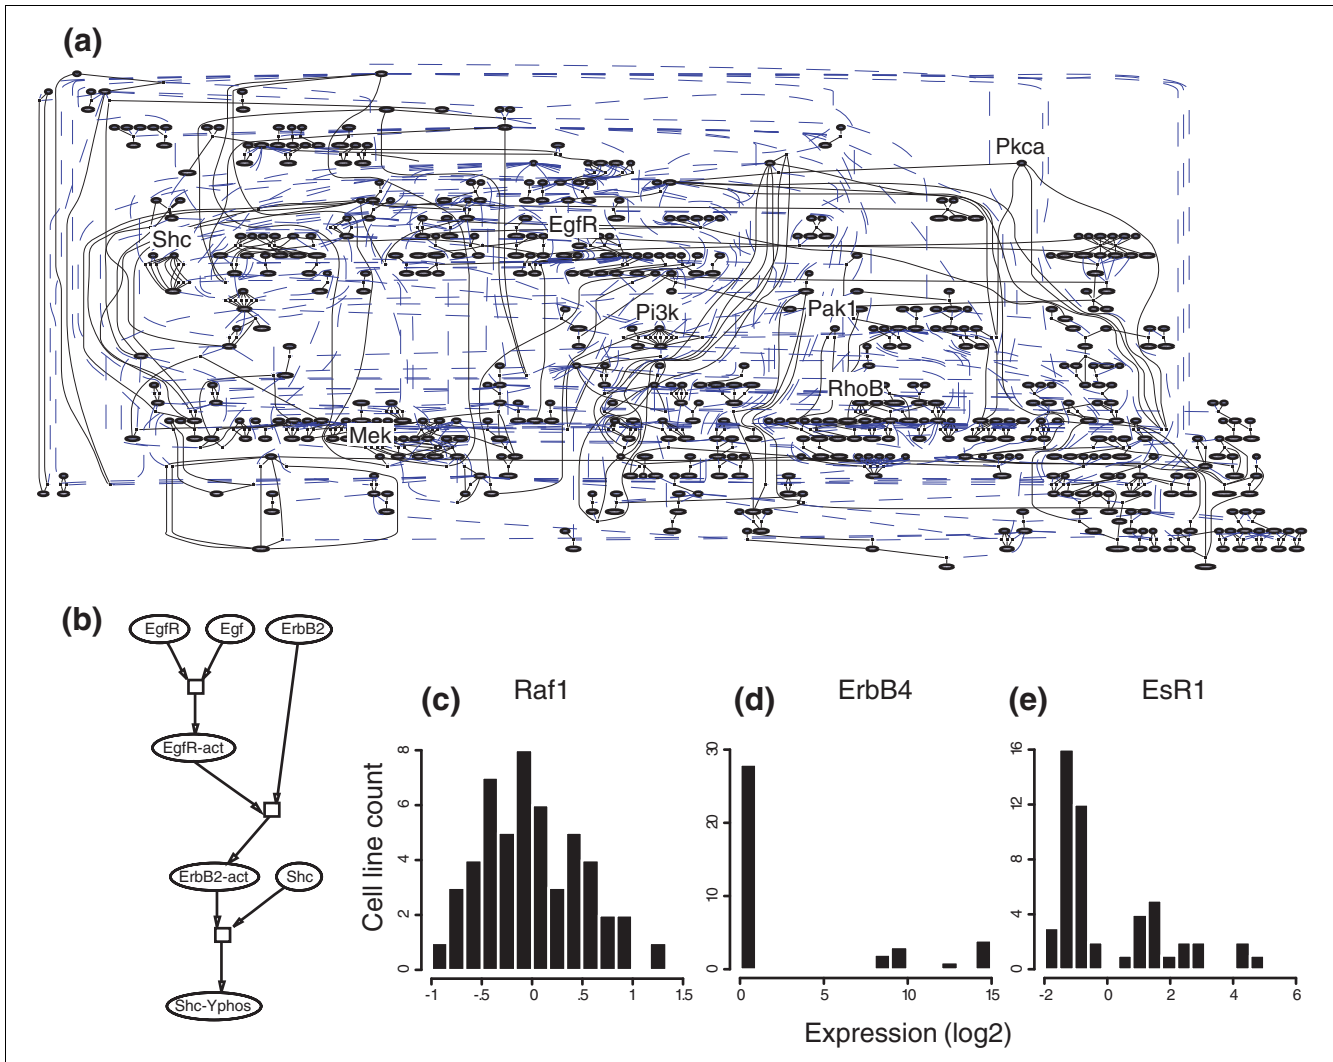 (a)
Pkca
EgfR
Shc
Pi3k
Pak1
RhoB
Mek
(b)
EgfR Egf ErbB2
EgfR-act
ErbB2-act Shc
Shc-Yphos
(c) Raf1
Cell line count
8
6
4
2
0
-1 -.5 0 .5 1 1.5
(d) ErbB4
30
20
10
0
0 5 10 15
(e) EsR1
16
12
8
4
0
-2 0 2 4 6
Expression (log2)